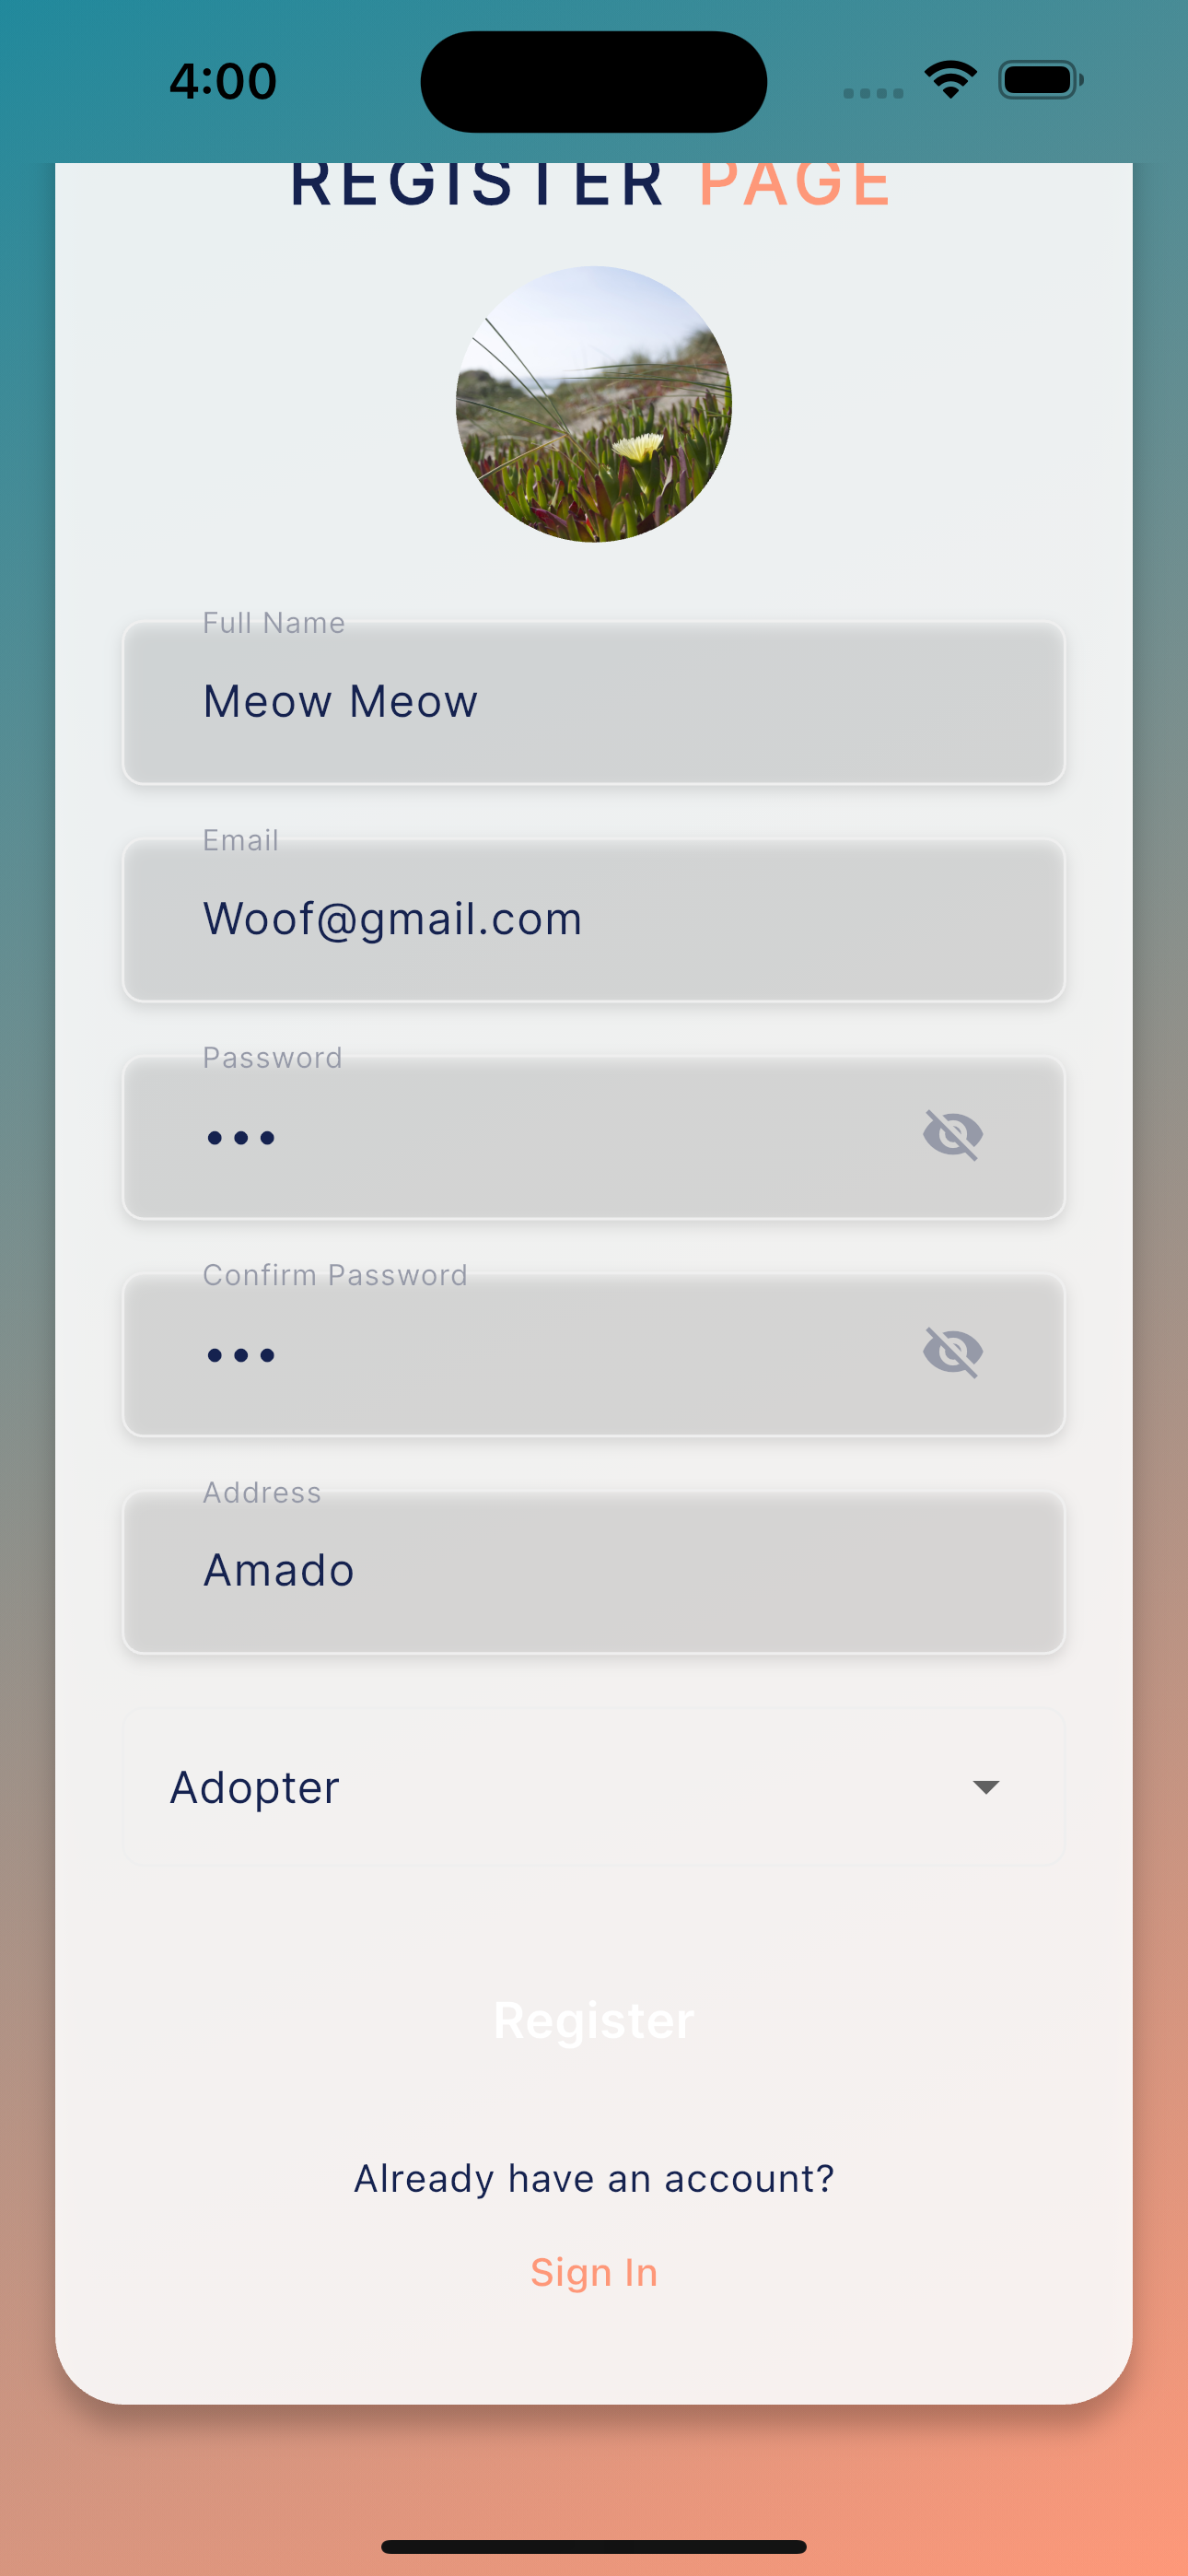 4:00
REGISTER PAGE
Full Name
Meow Meow
Email
Woof@gmail.com
Password
•••
Confirm Password
•••
Address
Amado
Adopter
Register
Already have an account?
Sign In